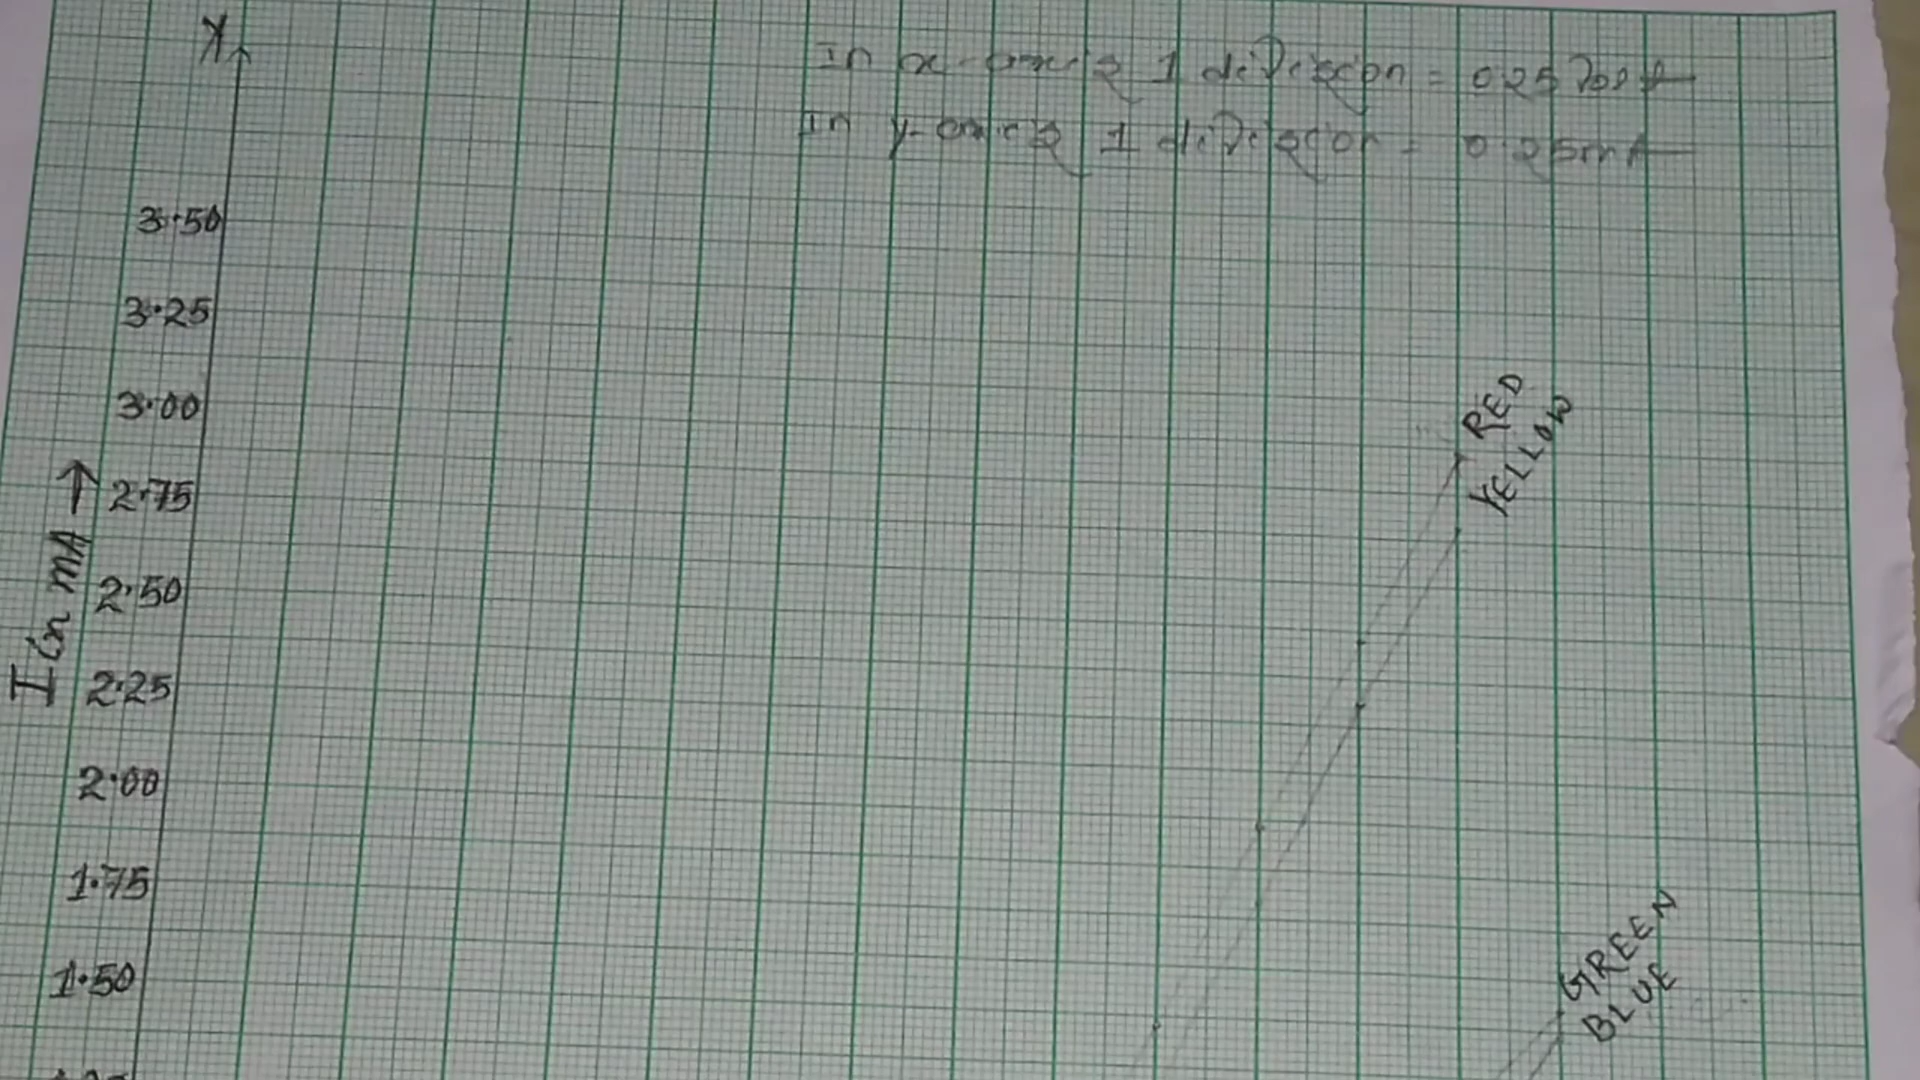 Y
In x-axis 1 division = 0.25 volt
In y-axis 1 division = 0.25mA
3.50
3.25
3.00
2.75
2.50
2.25
2.00
1.75
1.50
I in mA →
RED
YELLOW
GREEN
BLUE